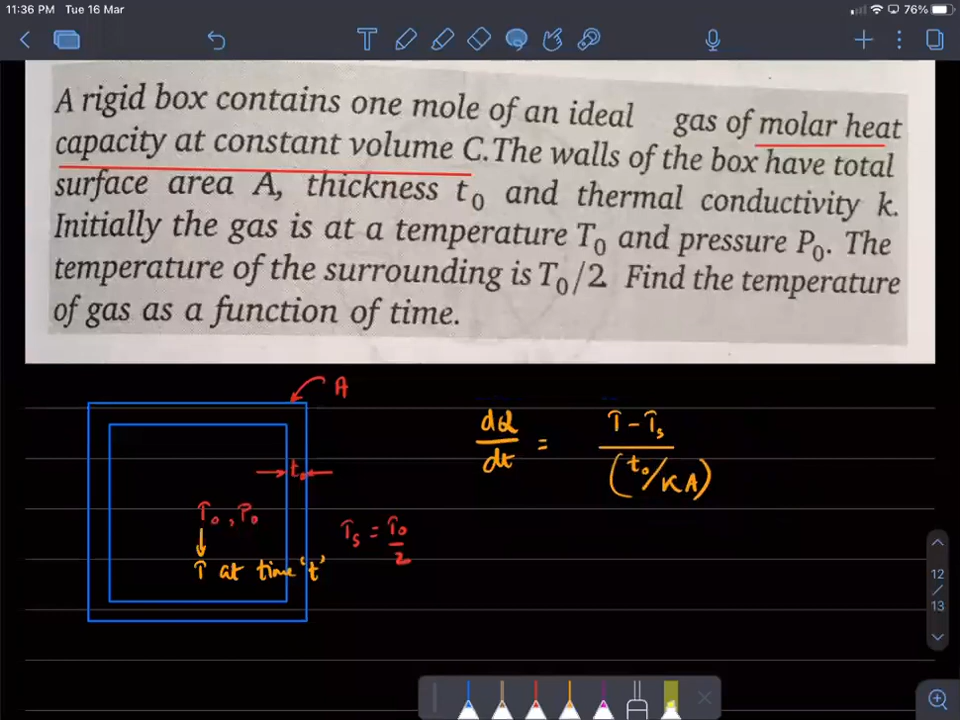 11:36 PM Tue 16 Mar
76%
A rigid box contains one mole of an ideal gas of molar heat
capacity at constant volume C. The walls of the box have total
surface area A, thickness t₀ and thermal conductivity k.
Initially the gas is at a temperature T₀ and pressure P₀. The
temperature of the surrounding is T₀/2 Find the temperature
of gas as a function of time.
A
dQ/dt = (T - Tₛ)/(t₀/KA)
t₀
T₀, P₀
Tₛ = T₀/2
T at time 't'
12
/
13